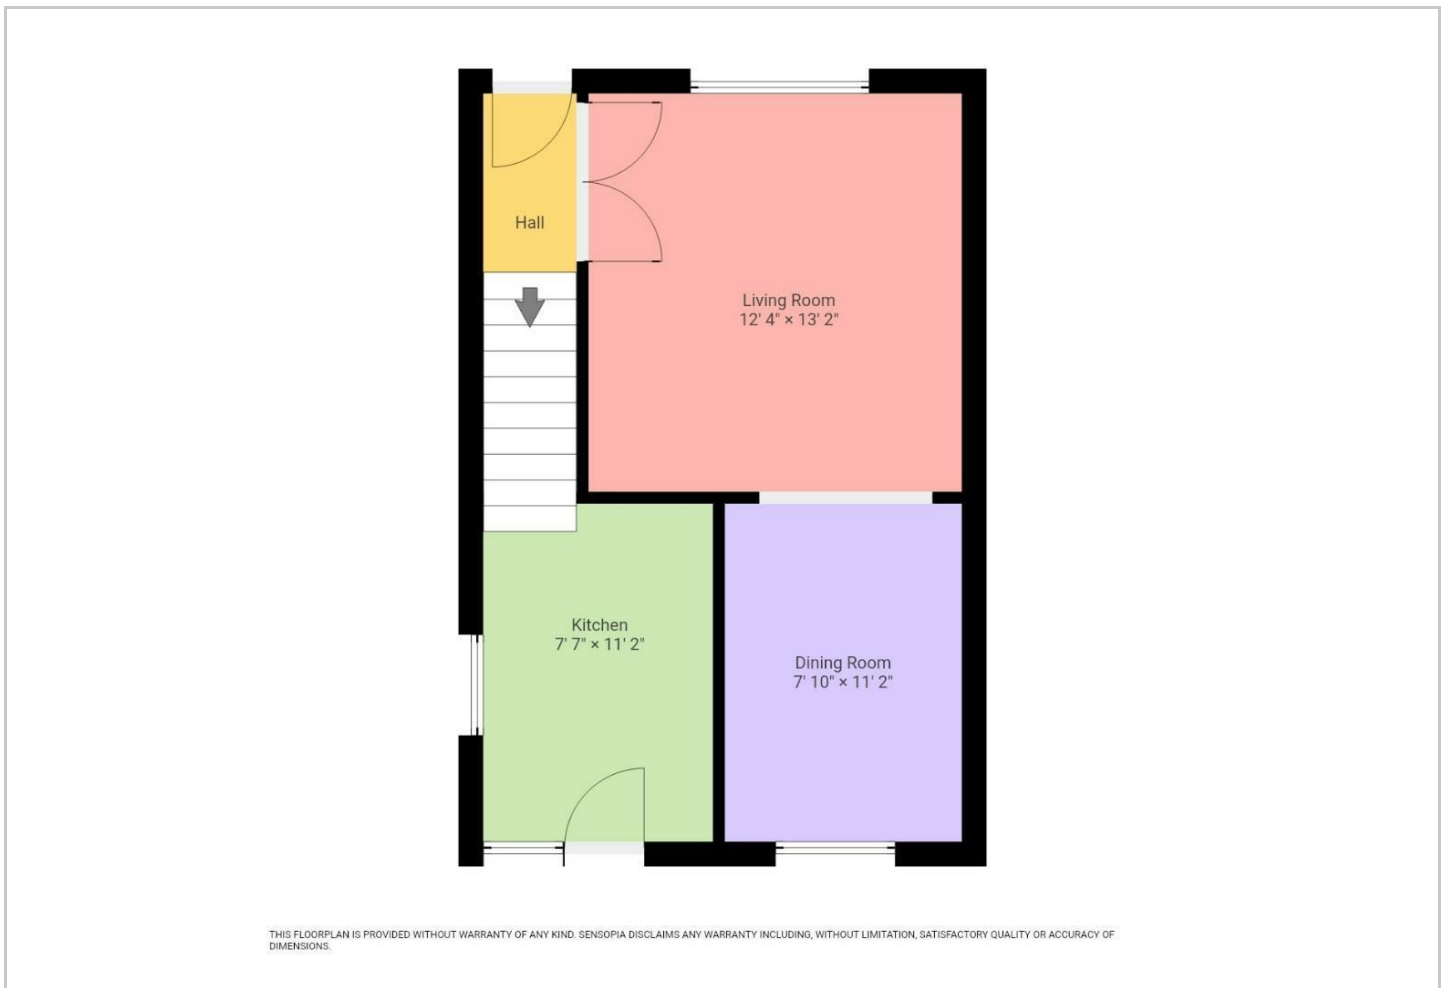 Hall
Living Room
12' 4" × 13' 2"
Kitchen
7' 7" × 11' 2"
Dining Room
7' 10" × 11' 2"
THIS FLOORPLAN IS PROVIDED WITHOUT WARRANTY OF ANY KIND. SENSOPIA DISCLAIMS ANY WARRANTY INCLUDING, WITHOUT LIMITATION, SATISFACTORY QUALITY OR ACCURACY OF
DIMENSIONS.